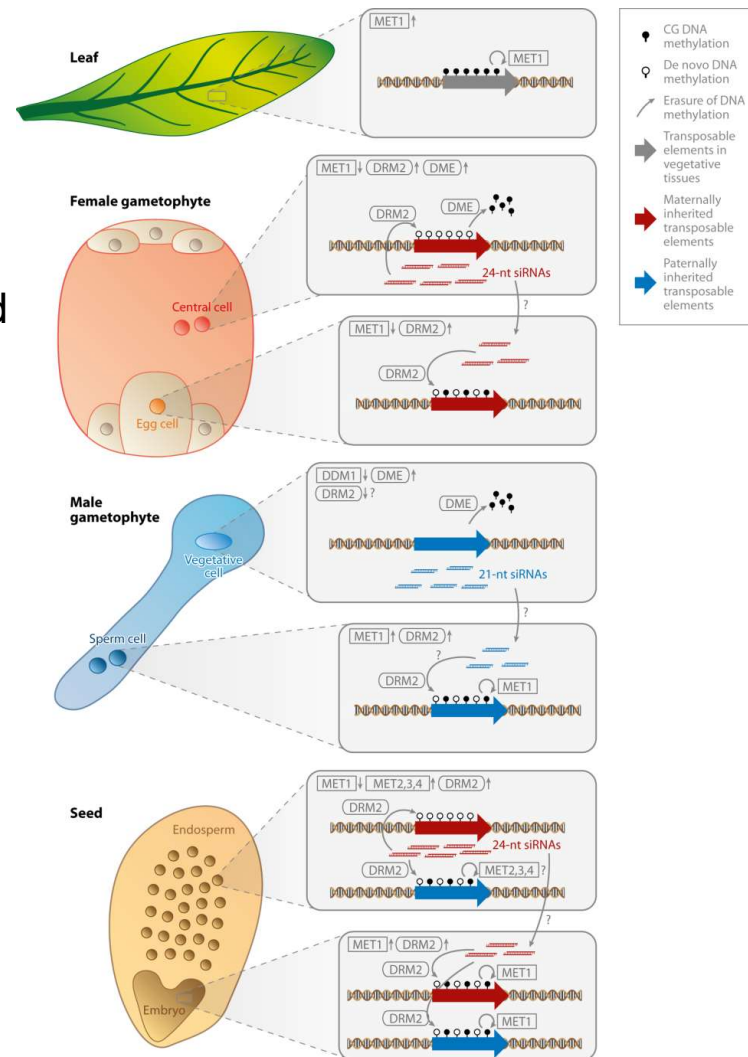 Leaf
MET1 ↑
MET1
CG DNA
methylation
De novo DNA
methylation
Erasure of DNA
methylation
Transposable
elements in
vegetative
tissues
Maternally
inherited
transposable
elements
Paternally
inherited
transposable
elements
Female gametophyte
MET1 ↓ DRM2 ↑ DME ↑
DRM2
DME
24-nt siRNAs
Central cell
d
?
MET1 ↓ DRM2 ↑
DRM2
Egg cell
Male
gametophyte
DDM1 ↓ DME ↑
DRM2 ↓ ?
DME
Vegetative
cell
21-nt siRNAs
?
Sperm cell
MET1 ↑ DRM2 ↑
?
DRM2
MET1
Seed
MET1 ↓ MET2,3,4 ↑ DRM2 ↑
DRM2
Endosperm
24-nt siRNAs
DRM2
MET2,3,4 ?
?
MET1 ↑ DRM2 ↑
DRM2
MET1
Embryo
DRM2
MET1